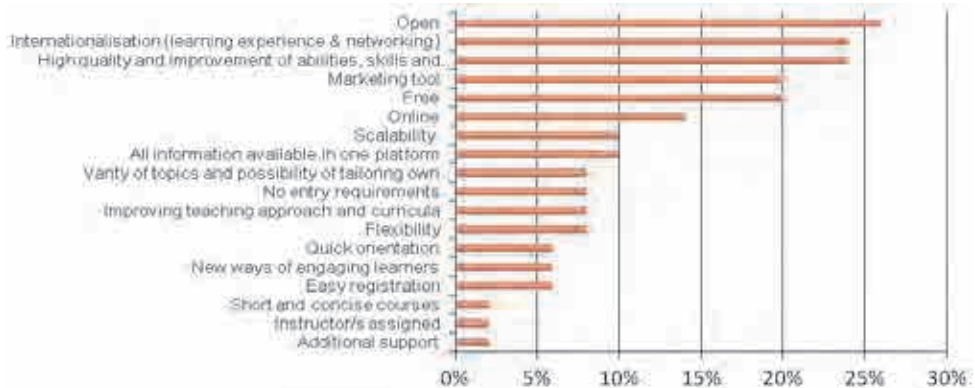 Open
Internationalisation (learning experience & networking)
High quality and improvement of abilities, skills and
Marketing tool
Free
Online
Scalability
All information available in one platform
Varity of topics and possibility of tailoring own
No entry requirements
Improving teaching approach and curricula
Flexibility
Quick orientation
New ways of engaging learners
Easy registration
Short and concise courses
Instructor/s assigned
Additional support
0% 5% 10% 15% 20% 25% 30%